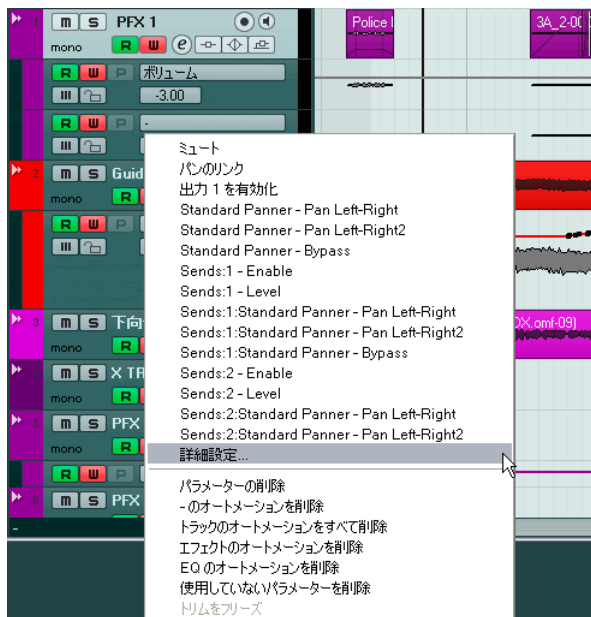 1 m S PFX 1
mono R W e
Police I
3A_2-00
R W P ボリューム
-3.00
R W P -
2 m S Guid
mono R
R W P
3 m S 下向
mono R
OX.omf-09)
m S X TR
mono R
5 m S PFX
mono R
R W P
6 m S PFX
-
ミュート
パンのリンク
出力 1 を有効化
Standard Panner - Pan Left-Right
Standard Panner - Pan Left-Right2
Standard Panner - Bypass
Sends:1 - Enable
Sends:1 - Level
Sends:1:Standard Panner - Pan Left-Right
Sends:1:Standard Panner - Pan Left-Right2
Sends:1:Standard Panner - Bypass
Sends:2 - Enable
Sends:2 - Level
Sends:2:Standard Panner - Pan Left-Right
Sends:2:Standard Panner - Pan Left-Right2
詳細設定...
パラメーターの削除
- のオートメーションを削除
トラックのオートメーションをすべて削除
エフェクトのオートメーションを削除
EQ のオートメーションを削除
使用していないパラメーターを削除
トリムをフリーズ